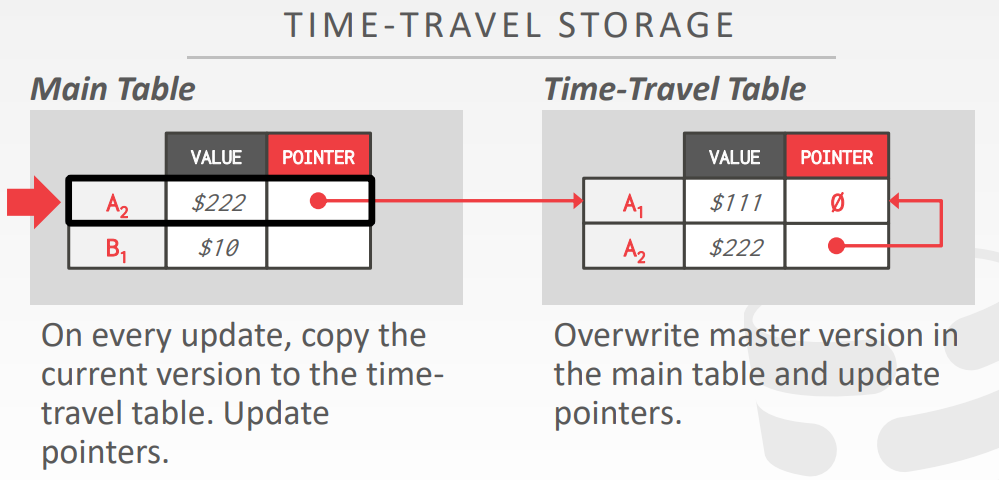 TIME-TRAVEL STORAGE
Main Table
VALUE POINTER
A2 $222
B1 $10
On every update, copy the
current version to the time-
travel table. Update
pointers.
Time-Travel Table
VALUE POINTER
A1 $111 Ø
A2 $222
Overwrite master version in
the main table and update
pointers.